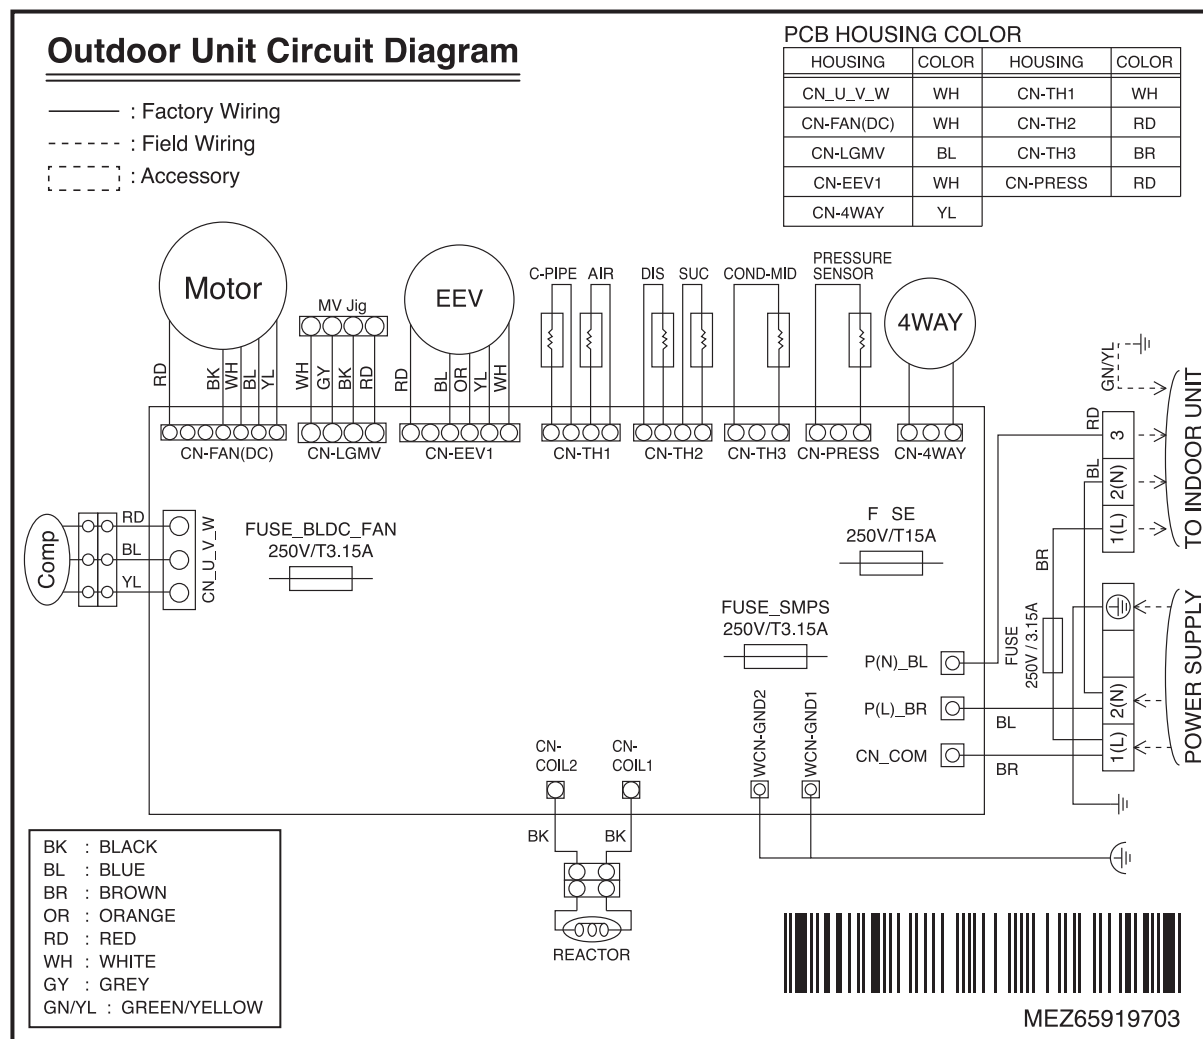 Outdoor Unit Circuit Diagram
: Factory Wiring
: Field Wiring
: Accessory
PCB HOUSING COLOR
HOUSING COLOR HOUSING COLOR
CN_U_V_W WH CN-TH1 WH
CN-FAN(DC) WH CN-TH2 RD
CN-LGMV BL CN-TH3 BR
CN-EEV1 WH CN-PRESS RD
CN-4WAY YL
Motor
MV Jig
EEV
C-PIPE AIR
DIS SUC
COND-MID
PRESSURE
SENSOR
4WAY
RD
BK
WH
BL
YL
WH
GY
BK
RD
RD
BL
OR
YL
WH
CN-FAN(DC)
CN-LGMV
CN-EEV1
CN-TH1
CN-TH2
CN-TH3
CN-PRESS
CN-4WAY
GN/YL
RD
BL
BR
3
2(N)
1(L)
TO INDOOR UNIT
Comp
RD
BL
YL
CN_U_V_W
FUSE_BLDC_FAN
250V/T3.15A
F SE
250V/T15A
FUSE_SMPS
250V/T3.15A
FUSE
250V / 3.15A
P(N)_BL
P(L)_BR
CN_COM
BL
BR
2(N)
1(L)
POWER SUPPLY
WCN-GND2
WCN-GND1
CN-
COIL2
CN-
COIL1
BK
BK
REACTOR
BK : BLACK
BL : BLUE
BR : BROWN
OR : ORANGE
RD : RED
WH : WHITE
GY : GREY
GN/YL : GREEN/YELLOW
MEZ65919703